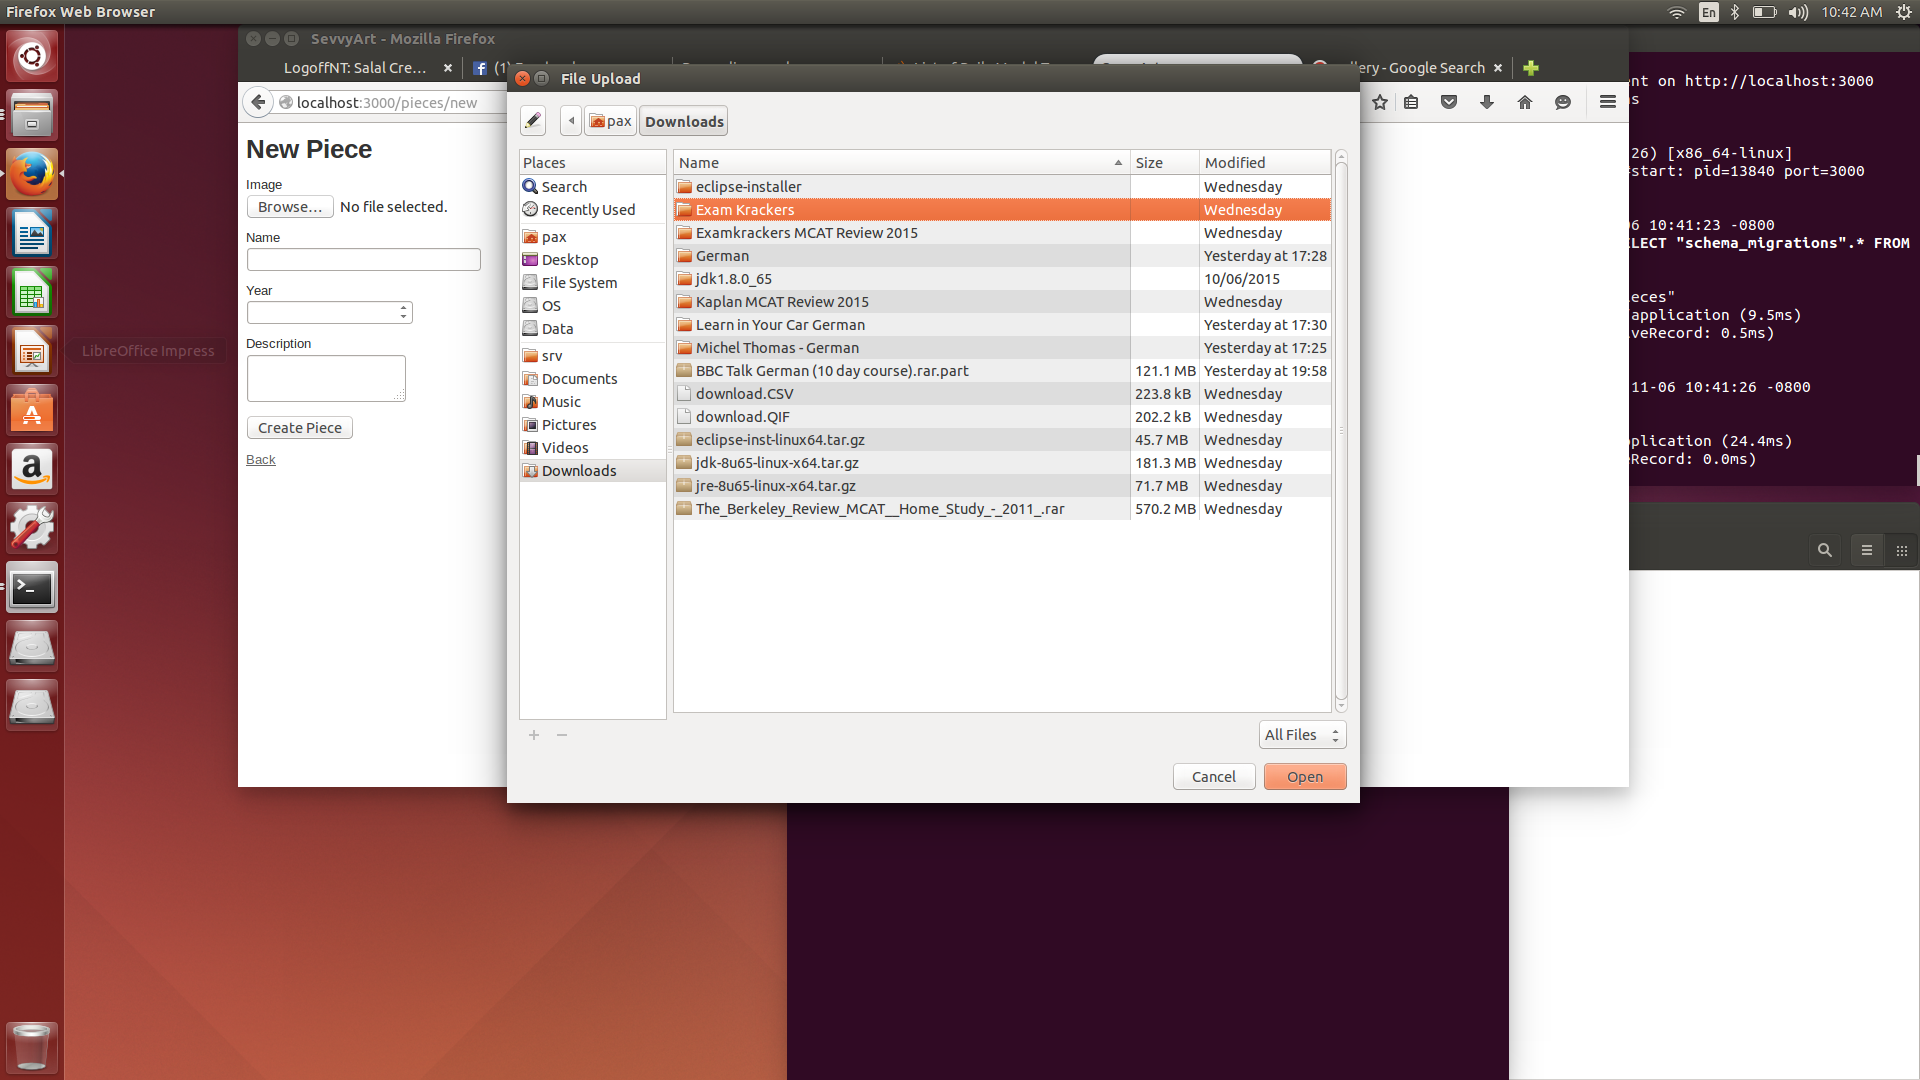 Firefox Web Browser
En
10:42 AM
SevvyArt - Mozilla Firefox
LogoffNT: Salal Cre...
(1)
- Google Search
localhost:3000/pieces/new
New Piece
Image
Browse... No file selected.
Name
Year
Description
Create Piece
Back
LibreOffice Impress
File Upload
pax
Downloads
Places
Search
Recently Used
pax
Desktop
File System
OS
Data
srv
Documents
Music
Pictures
Videos
Downloads
Name Size Modified
eclipse-installer Wednesday
Exam Krackers Wednesday
Examkrackers MCAT Review 2015 Wednesday
German Yesterday at 17:28
jdk1.8.0_65 10/06/2015
Kaplan MCAT Review 2015 Wednesday
Learn in Your Car German Yesterday at 17:30
Michel Thomas - German Yesterday at 17:25
BBC Talk German (10 day course).rar.part 121.1 MB Yesterday at 19:58
download.CSV 223.8 kB Wednesday
download.QIF 202.2 kB Wednesday
eclipse-inst-linux64.tar.gz 45.7 MB Wednesday
jdk-8u65-linux-x64.tar.gz 181.3 MB Wednesday
jre-8u65-linux-x64.tar.gz 71.7 MB Wednesday
The_Berkeley_Review_MCAT__Home_Study_-_2011_.rar 570.2 MB Wednesday
All Files
Cancel
Open
nt on http://localhost:3000
s
26) [x86_64-linux]
start: pid=13840 port=3000
6 10:41:23 -0800
LECT "schema_migrations".* FROM
eces"
application (9.5ms)
veRecord: 0.5ms)
11-06 10:41:26 -0800
plication (24.4ms)
Record: 0.0ms)